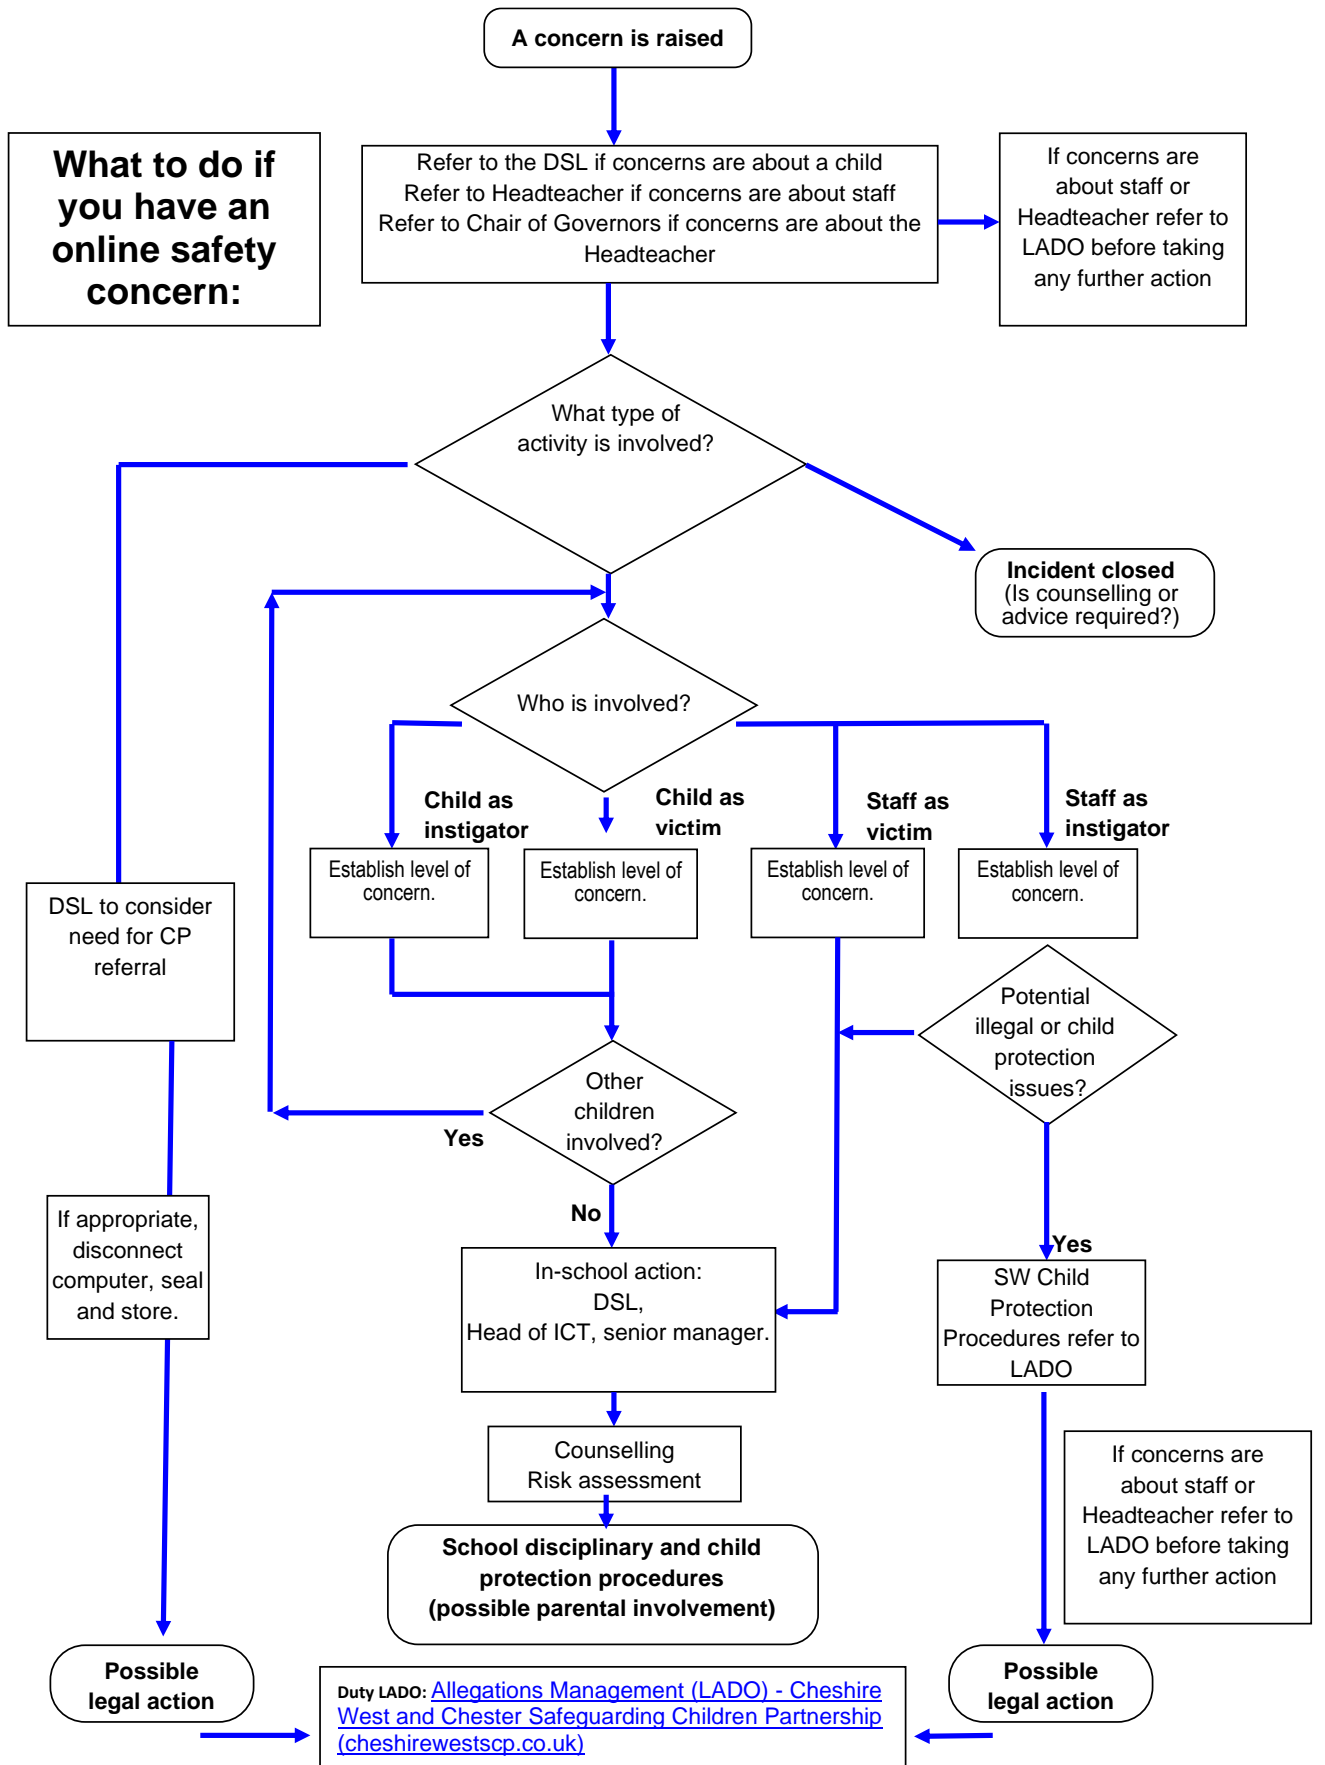 A concern is raised
What to do if
you have an
online safety
concern:
Refer to the DSL if concerns are about a child
Refer to Headteacher if concerns are about staff
Refer to Chair of Governors if concerns are about the
Headteacher
If concerns are
about staff or
Headteacher refer to
LADO before taking
any further action
What type of
activity is involved?
Incident closed
(Is counselling or
advice required?)
Who is involved?
Child as
instigator
Child as
victim
Staff as
victim
Staff as
instigator
Establish level of
concern.
Establish level of
concern.
Establish level of
concern.
Establish level of
concern.
DSL to consider
need for CP
referral
Potential
illegal or child
protection
issues?
Other
children
involved?
Yes
No
If appropriate,
disconnect
computer, seal
and store.
Yes
In-school action:
DSL,
Head of ICT, senior manager.
SW Child
Protection
Procedures refer to
LADO
Counselling
Risk assessment
If concerns are
about staff or
Headteacher refer to
LADO before taking
any further action
School disciplinary and child
protection procedures
(possible parental involvement)
Possible
legal action
Possible
legal action
Duty LADO: Allegations Management (LADO) - Cheshire
West and Chester Safeguarding Children Partnership
(cheshirewestscp.co.uk)